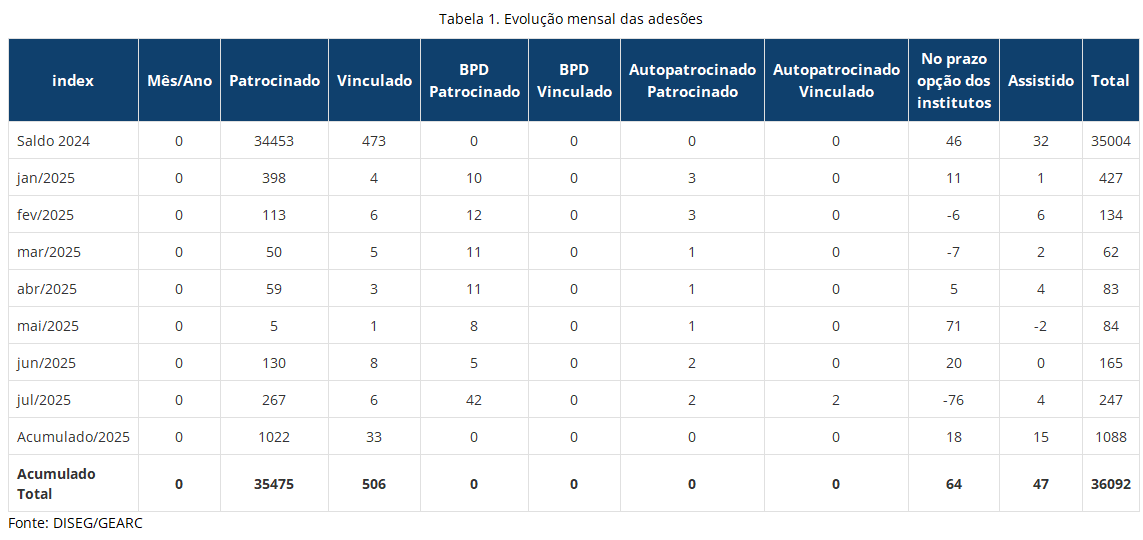 Tabela 1. Evolução mensal das adesões
index Mês/Ano Patrocinado Vinculado BPD Patrocinado BPD Vinculado Autopatrocinado Patrocinado Autopatrocinado Vinculado No prazo opção dos institutos Assistido Total
Saldo 2024 0 34453 473 0 0 0 0 46 32 35004
jan/2025 0 398 4 10 0 3 0 11 1 427
fev/2025 0 113 6 12 0 3 0 -6 6 134
mar/2025 0 50 5 11 0 1 0 -7 2 62
abr/2025 0 59 3 11 0 1 0 5 4 83
mai/2025 0 5 1 8 0 1 0 71 -2 84
jun/2025 0 130 8 5 0 2 0 20 0 165
jul/2025 0 267 6 42 0 2 2 -76 4 247
Acumulado/2025 0 1022 33 0 0 0 0 18 15 1088
Acumulado Total 0 35475 506 0 0 0 0 64 47 36092
Fonte: DISEG/GEARC